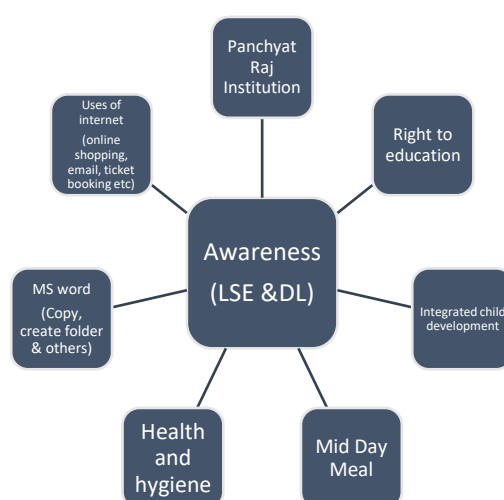 Panchyat
Raj
Institution
Uses of
internet
(online
shopping,
email, ticket
booking etc)
Right to
education
Awareness
(LSE &DL)
MS word
(Copy,
create folder
& others)
Integrated child
development
Health
and
hygiene
Mid Day
Meal